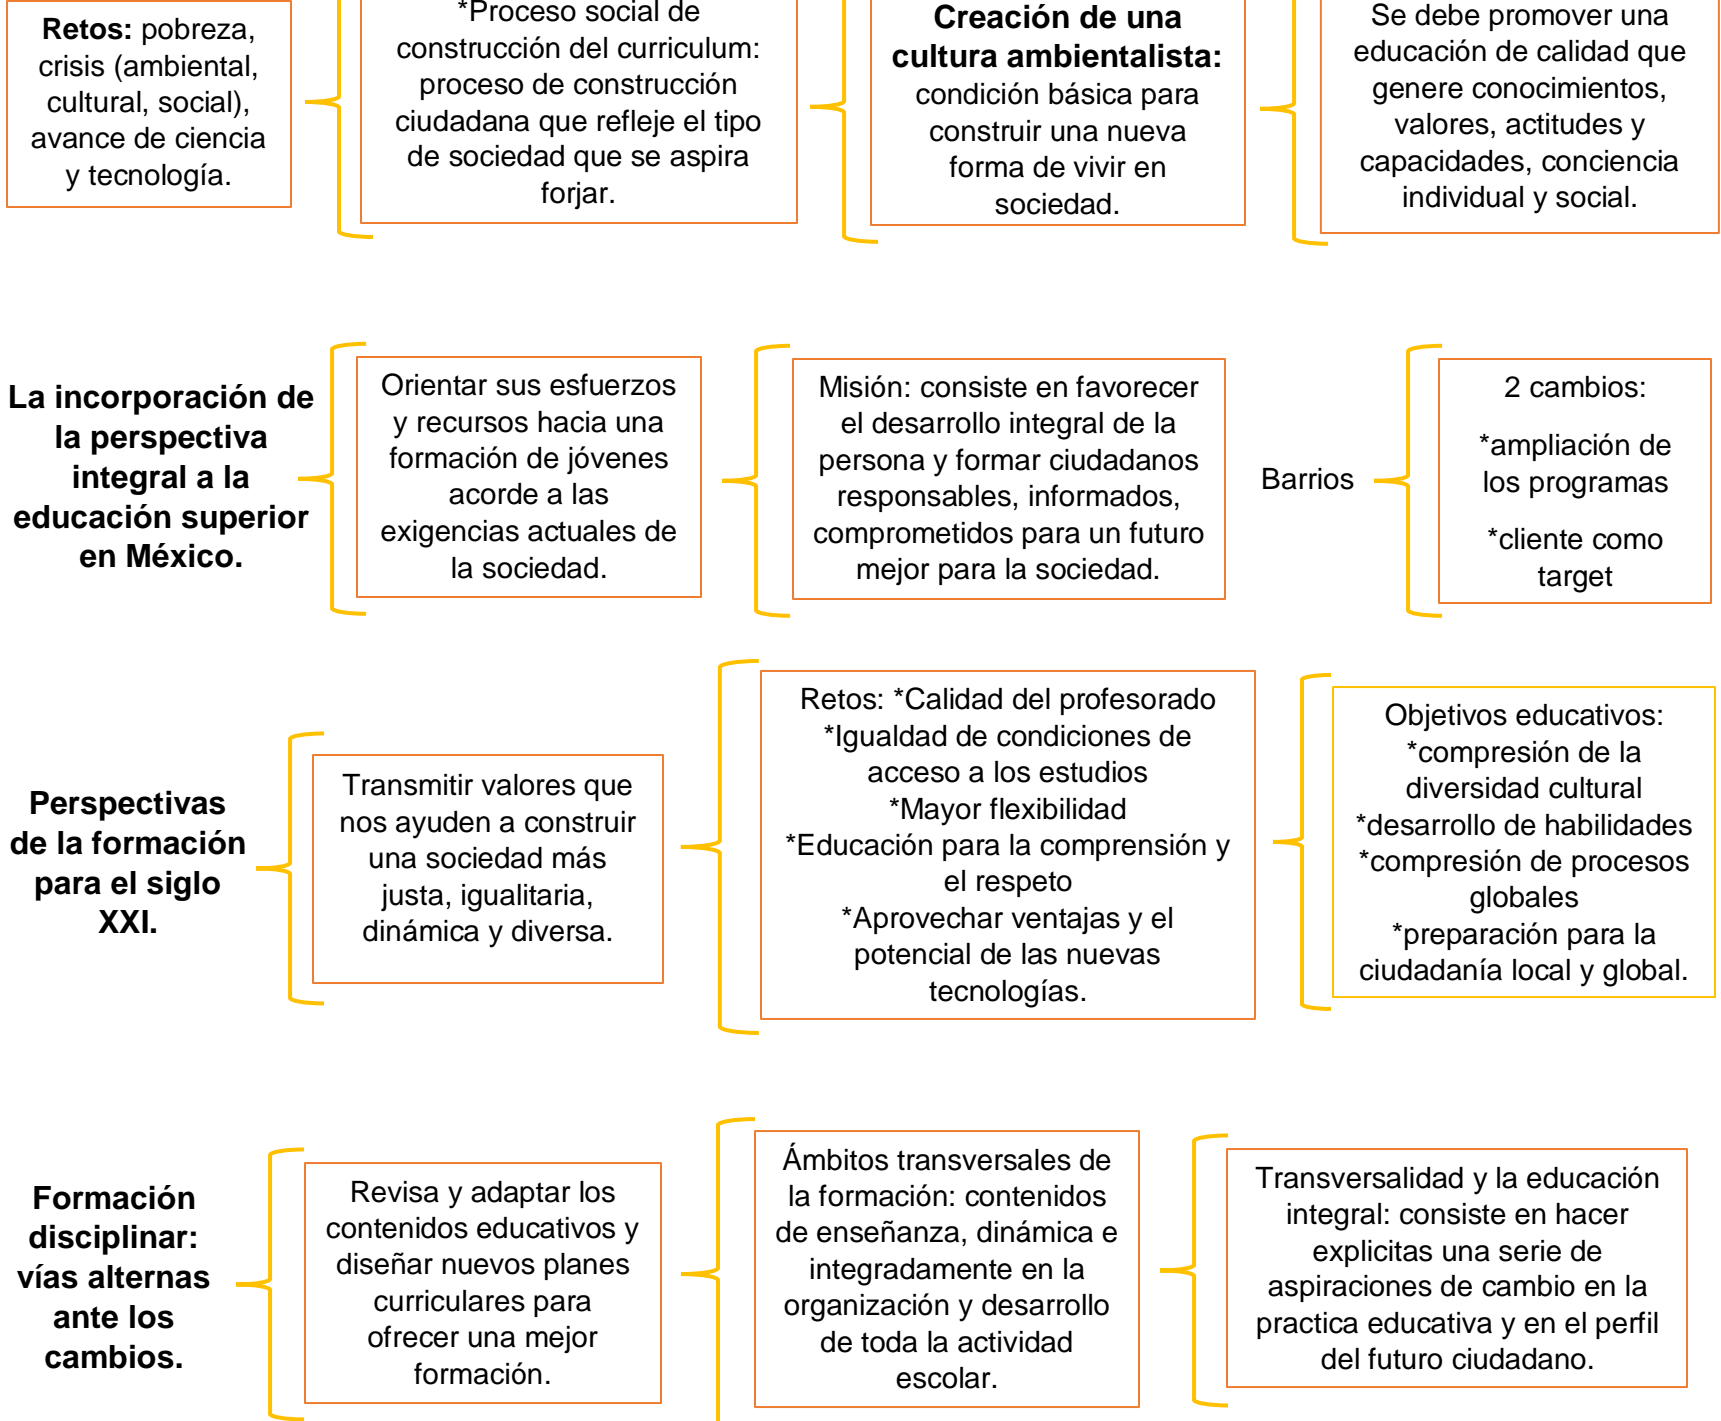 Retos: pobreza,
crisis (ambiental,
cultural, social),
avance de ciencia
y tecnología.
*Proceso social de
construcción del curriculum:
proceso de construcción
ciudadana que refleje el tipo
de sociedad que se aspira
forjar.
Creación de una
cultura ambientalista:
condición básica para
construir una nueva
forma de vivir en
sociedad.
Se debe promover una
educación de calidad que
genere conocimientos,
valores, actitudes y
capacidades, conciencia
individual y social.
La incorporación de
la perspectiva
integral a la
educación superior
en México.
Orientar sus esfuerzos
y recursos hacia una
formación de jóvenes
acorde a las
exigencias actuales de
la sociedad.
Misión: consiste en favorecer
el desarrollo integral de la
persona y formar ciudadanos
responsables, informados,
comprometidos para un futuro
mejor para la sociedad.
Barrios
2 cambios:
*ampliación de
los programas
*cliente como
target
Perspectivas
de la formación
para el siglo
XXI.
Transmitir valores que
nos ayuden a construir
una sociedad más
justa, igualitaria,
dinámica y diversa.
Retos: *Calidad del profesorado
*Igualdad de condiciones de
acceso a los estudios
*Mayor flexibilidad
*Educación para la comprensión y
el respeto
*Aprovechar ventajas y el
potencial de las nuevas
tecnologías.
Objetivos educativos:
*compresión de la
diversidad cultural
*desarrollo de habilidades
*compresión de procesos
globales
*preparación para la
ciudadanía local y global.
Formación
disciplinar:
vías alternas
ante los
cambios.
Revisa y adaptar los
contenidos educativos y
diseñar nuevos planes
curriculares para
ofrecer una mejor
formación.
Ámbitos transversales de
la formación: contenidos
de enseñanza, dinámica e
integradamente en la
organización y desarrollo
de toda la actividad
escolar.
Transversalidad y la educación
integral: consiste en hacer
explicitas una serie de
aspiraciones de cambio en la
practica educativa y en el perfil
del futuro ciudadano.